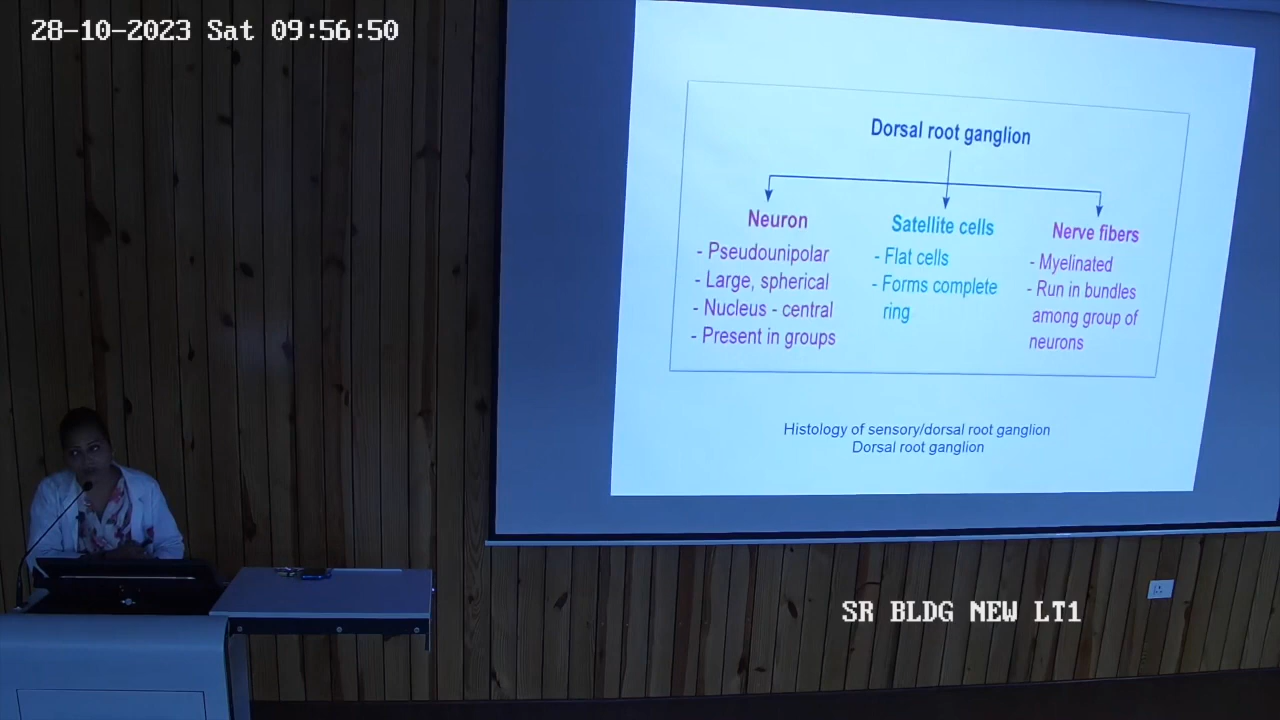 28-10-2023 Sat 09:56:50
Dorsal root ganglion
Neuron
- Pseudounipolar
- Large, spherical
- Nucleus - central
- Present in groups
Satellite cells
- Flat cells
- Forms complete
ring
Nerve fibers
- Myelinated
- Run in bundles
among group of
neurons
Histology of sensory/dorsal root ganglion
Dorsal root ganglion
SR BLDG NEW LT1